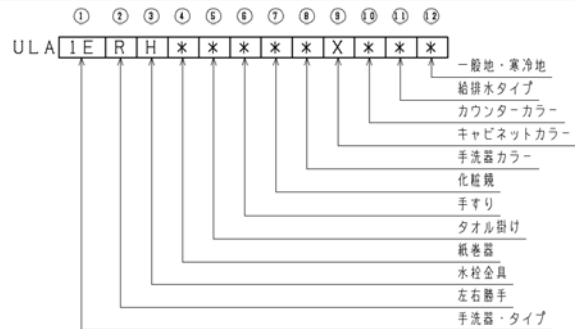 ① ② ③ ④ ⑤ ⑥ ⑦ ⑧ ⑨ ⑩ ⑪ ⑫
ULA 1E R H * * * * * X * * *
一般地・寒冷地
給排水タイプ
カウンターカラー
キャビネットカラー
手洗器カラー
化粧鏡
手すり
タオル掛け
紙巻器
水栓金具
左右勝手
手洗器・タイプ